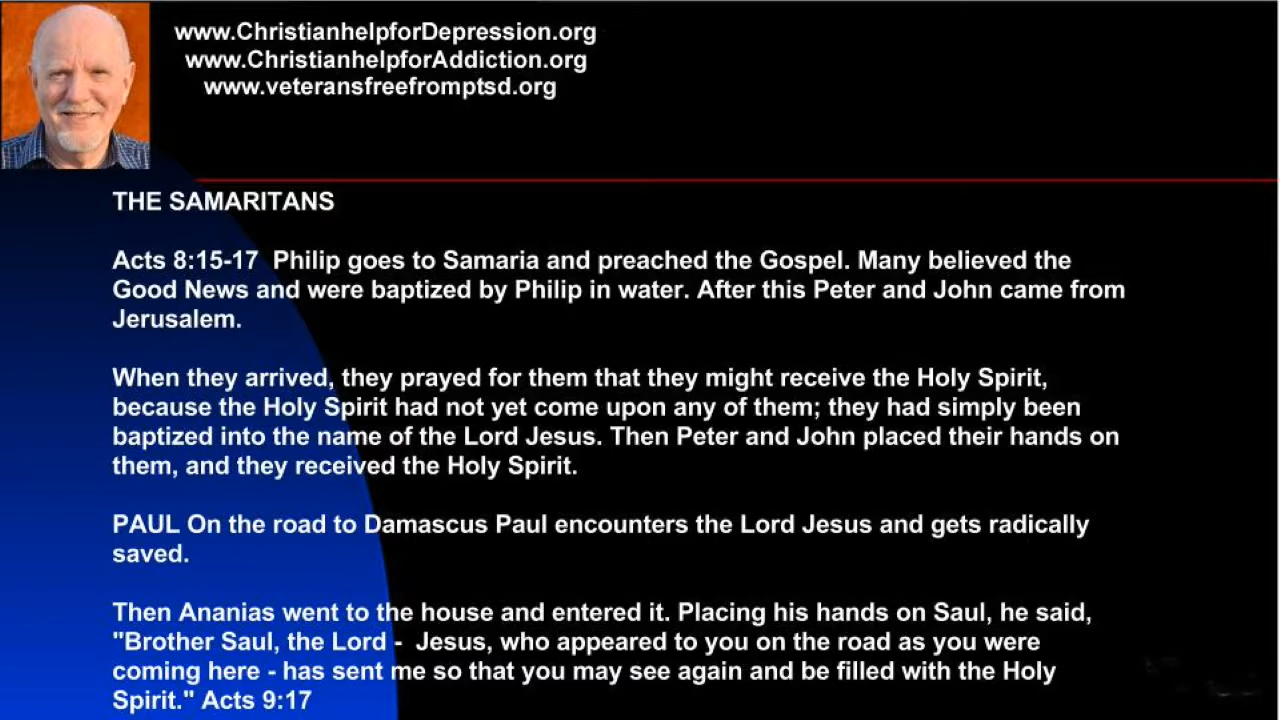 www.ChristianhelpforDepression.org
www.ChristianhelpforAddiction.org
www.veteransfreefromptsd.org
THE SAMARITANS
Acts 8:15-17  Philip goes to Samaria and preached the Gospel. Many believed the
Good News and were baptized by Philip in water. After this Peter and John came from
Jerusalem.
When they arrived, they prayed for them that they might receive the Holy Spirit,
because the Holy Spirit had not yet come upon any of them; they had simply been
baptized into the name of the Lord Jesus. Then Peter and John placed their hands on
them, and they received the Holy Spirit.
PAUL On the road to Damascus Paul encounters the Lord Jesus and gets radically
saved.
Then Ananias went to the house and entered it. Placing his hands on Saul, he said,
"Brother Saul, the Lord -  Jesus, who appeared to you on the road as you were
coming here - has sent me so that you may see again and be filled with the Holy
Spirit." Acts 9:17